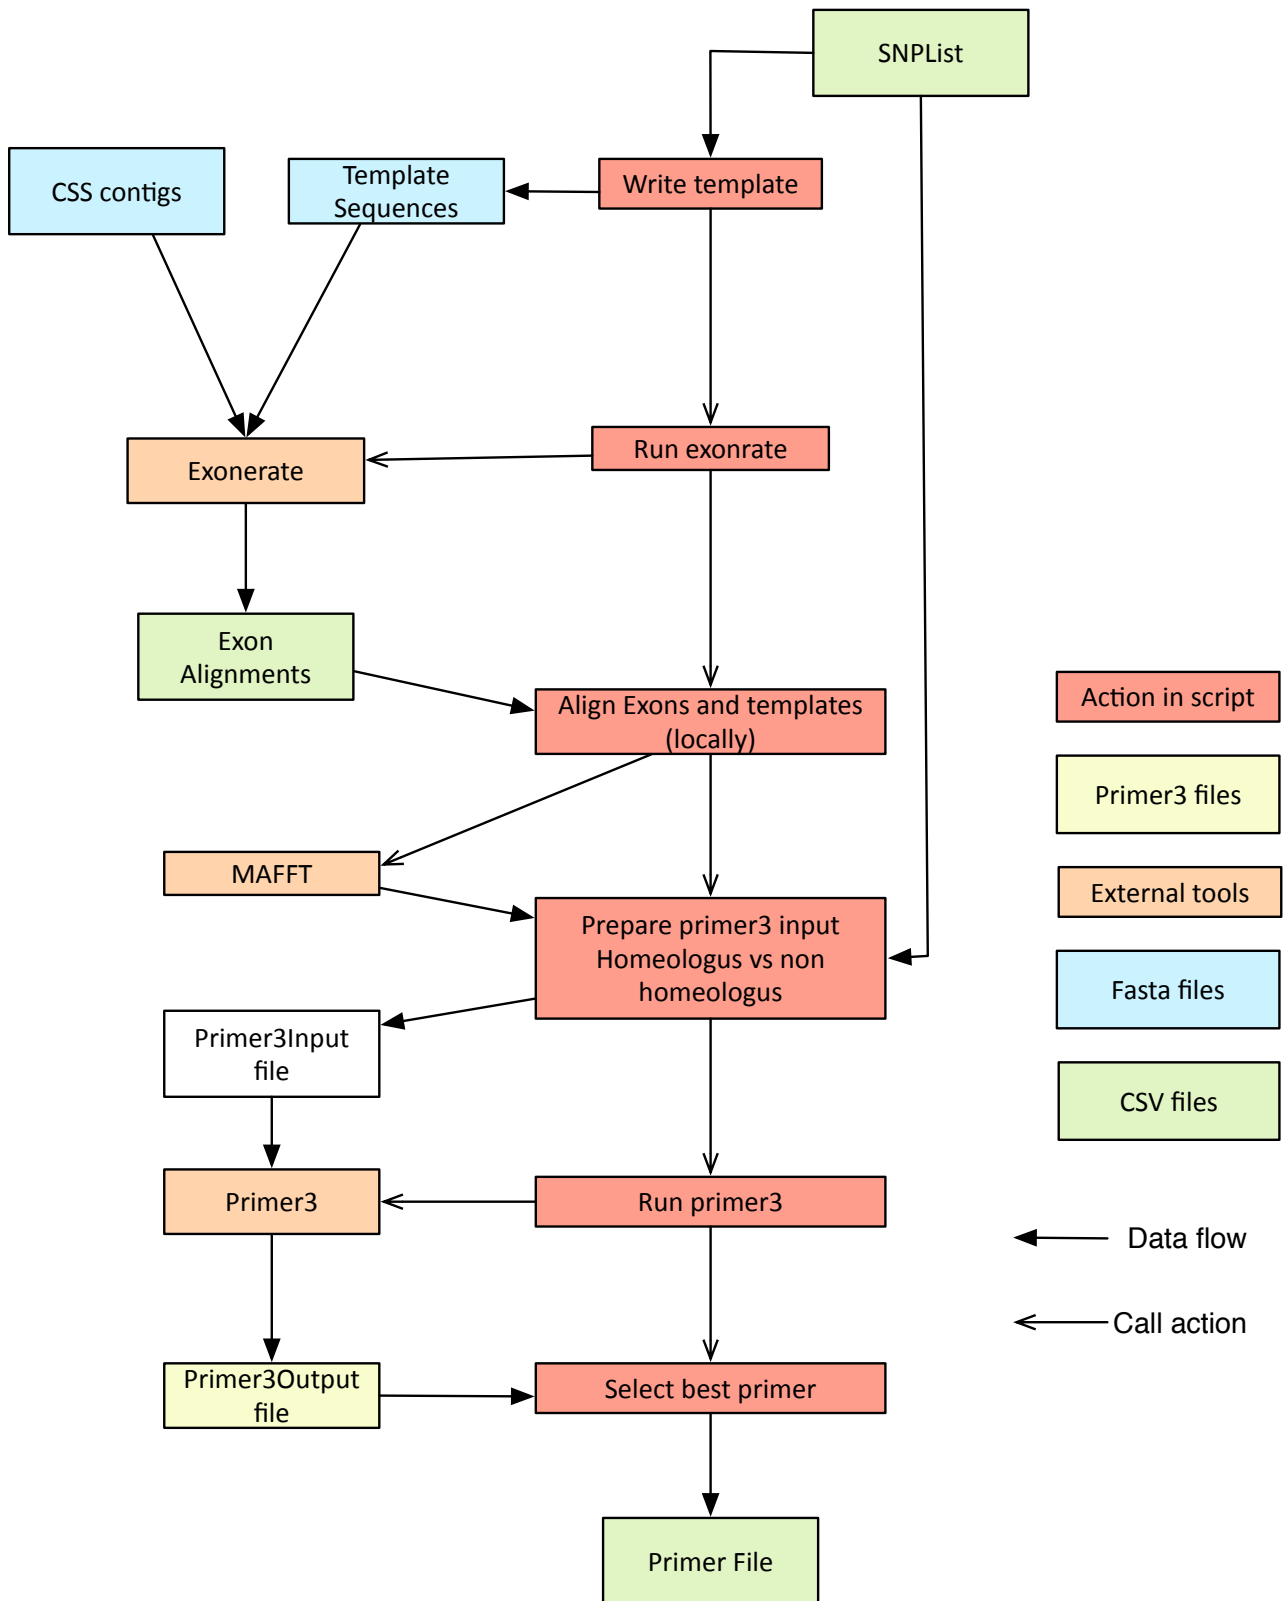 SNPList
CSS contigs
Template
Sequences
Write template
Run exonrate
Exonerate
Exon
Alignments
Align Exons and templates
(locally)
MAFFT
Prepare primer3 input
Homeologus vs non
homeologus
Primer3Input
file
Primer3
Run primer3
Primer3Output
file
Select best primer
Primer File
Action in script
Primer3 files
External tools
Fasta files
CSV files
Data flow
Call action